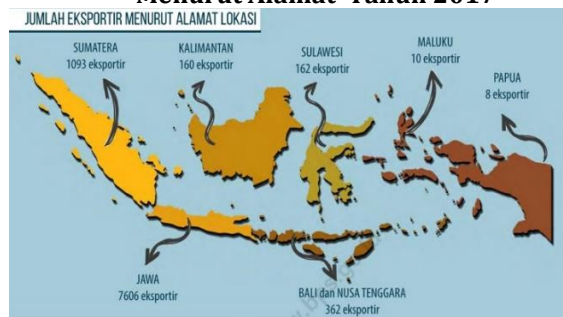 Menurut Alamat Tahun 2017
JUMLAH EKSPORTIR MENURUT ALAMAT LOKASI
SUMATERA
1093 eksportir
KALIMANTAN
160 eksportir
SULAWESI
162 eksportir
MALUKU
10 eksportir
PAPUA
8 eksportir
JAWA
7606 eksportir
BALI dan NUSA TENGGARA
362 eksportir